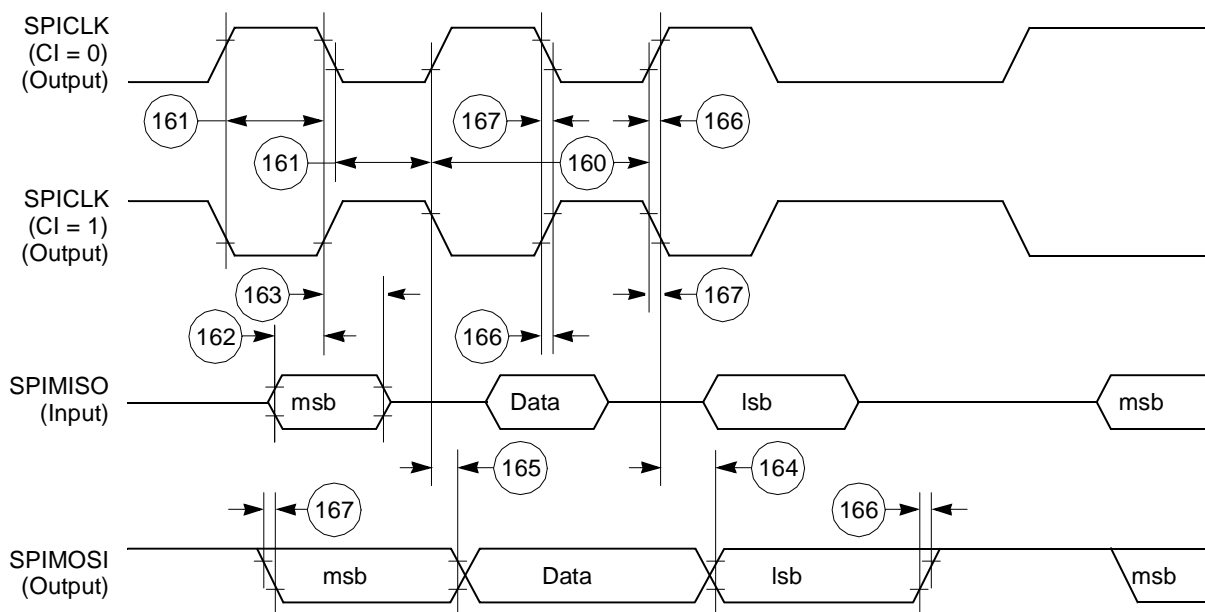 SPICLK
(CI = 0)
(Output)
161
167
166
161
160
SPICLK
(CI = 1)
(Output)
163
167
162
166
SPIMISO
(Input)
msb
Data
lsb
msb
165
164
167
166
SPIMOSI
(Output)
msb
Data
lsb
msb